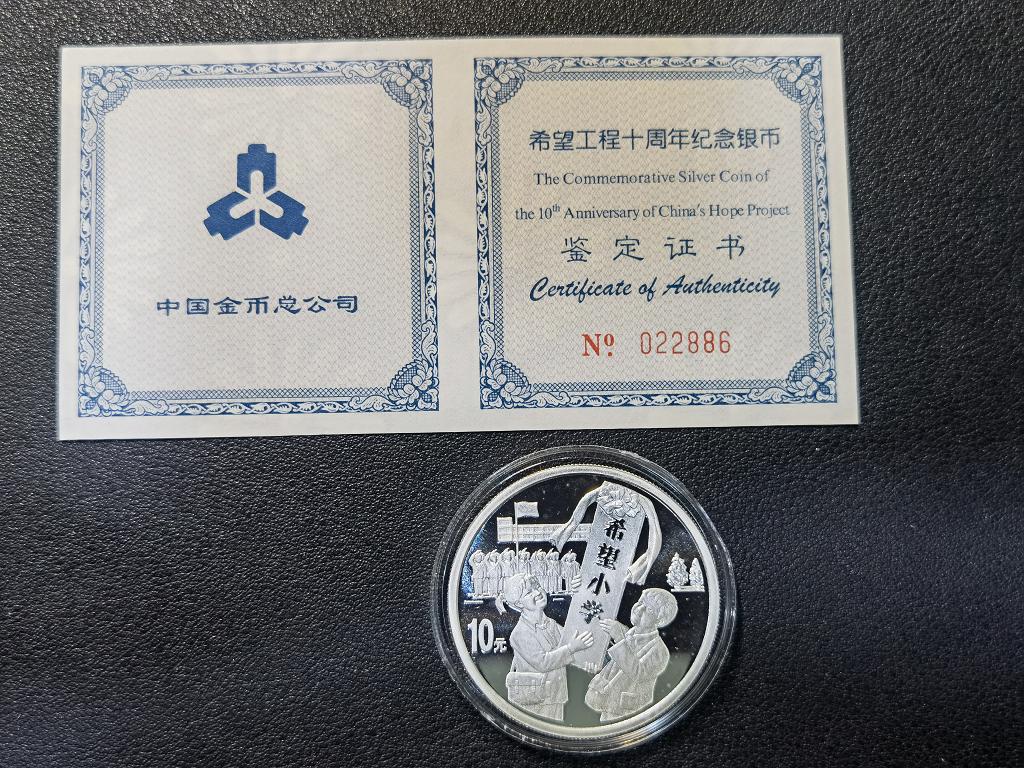 中国金币总公司
希望工程十周年纪念银币
The Commemorative Silver Coin of
the 10th Anniversary of China's Hope Project
鉴定证书
Certificate of Authenticity
Nº 022886
希望小学
10元